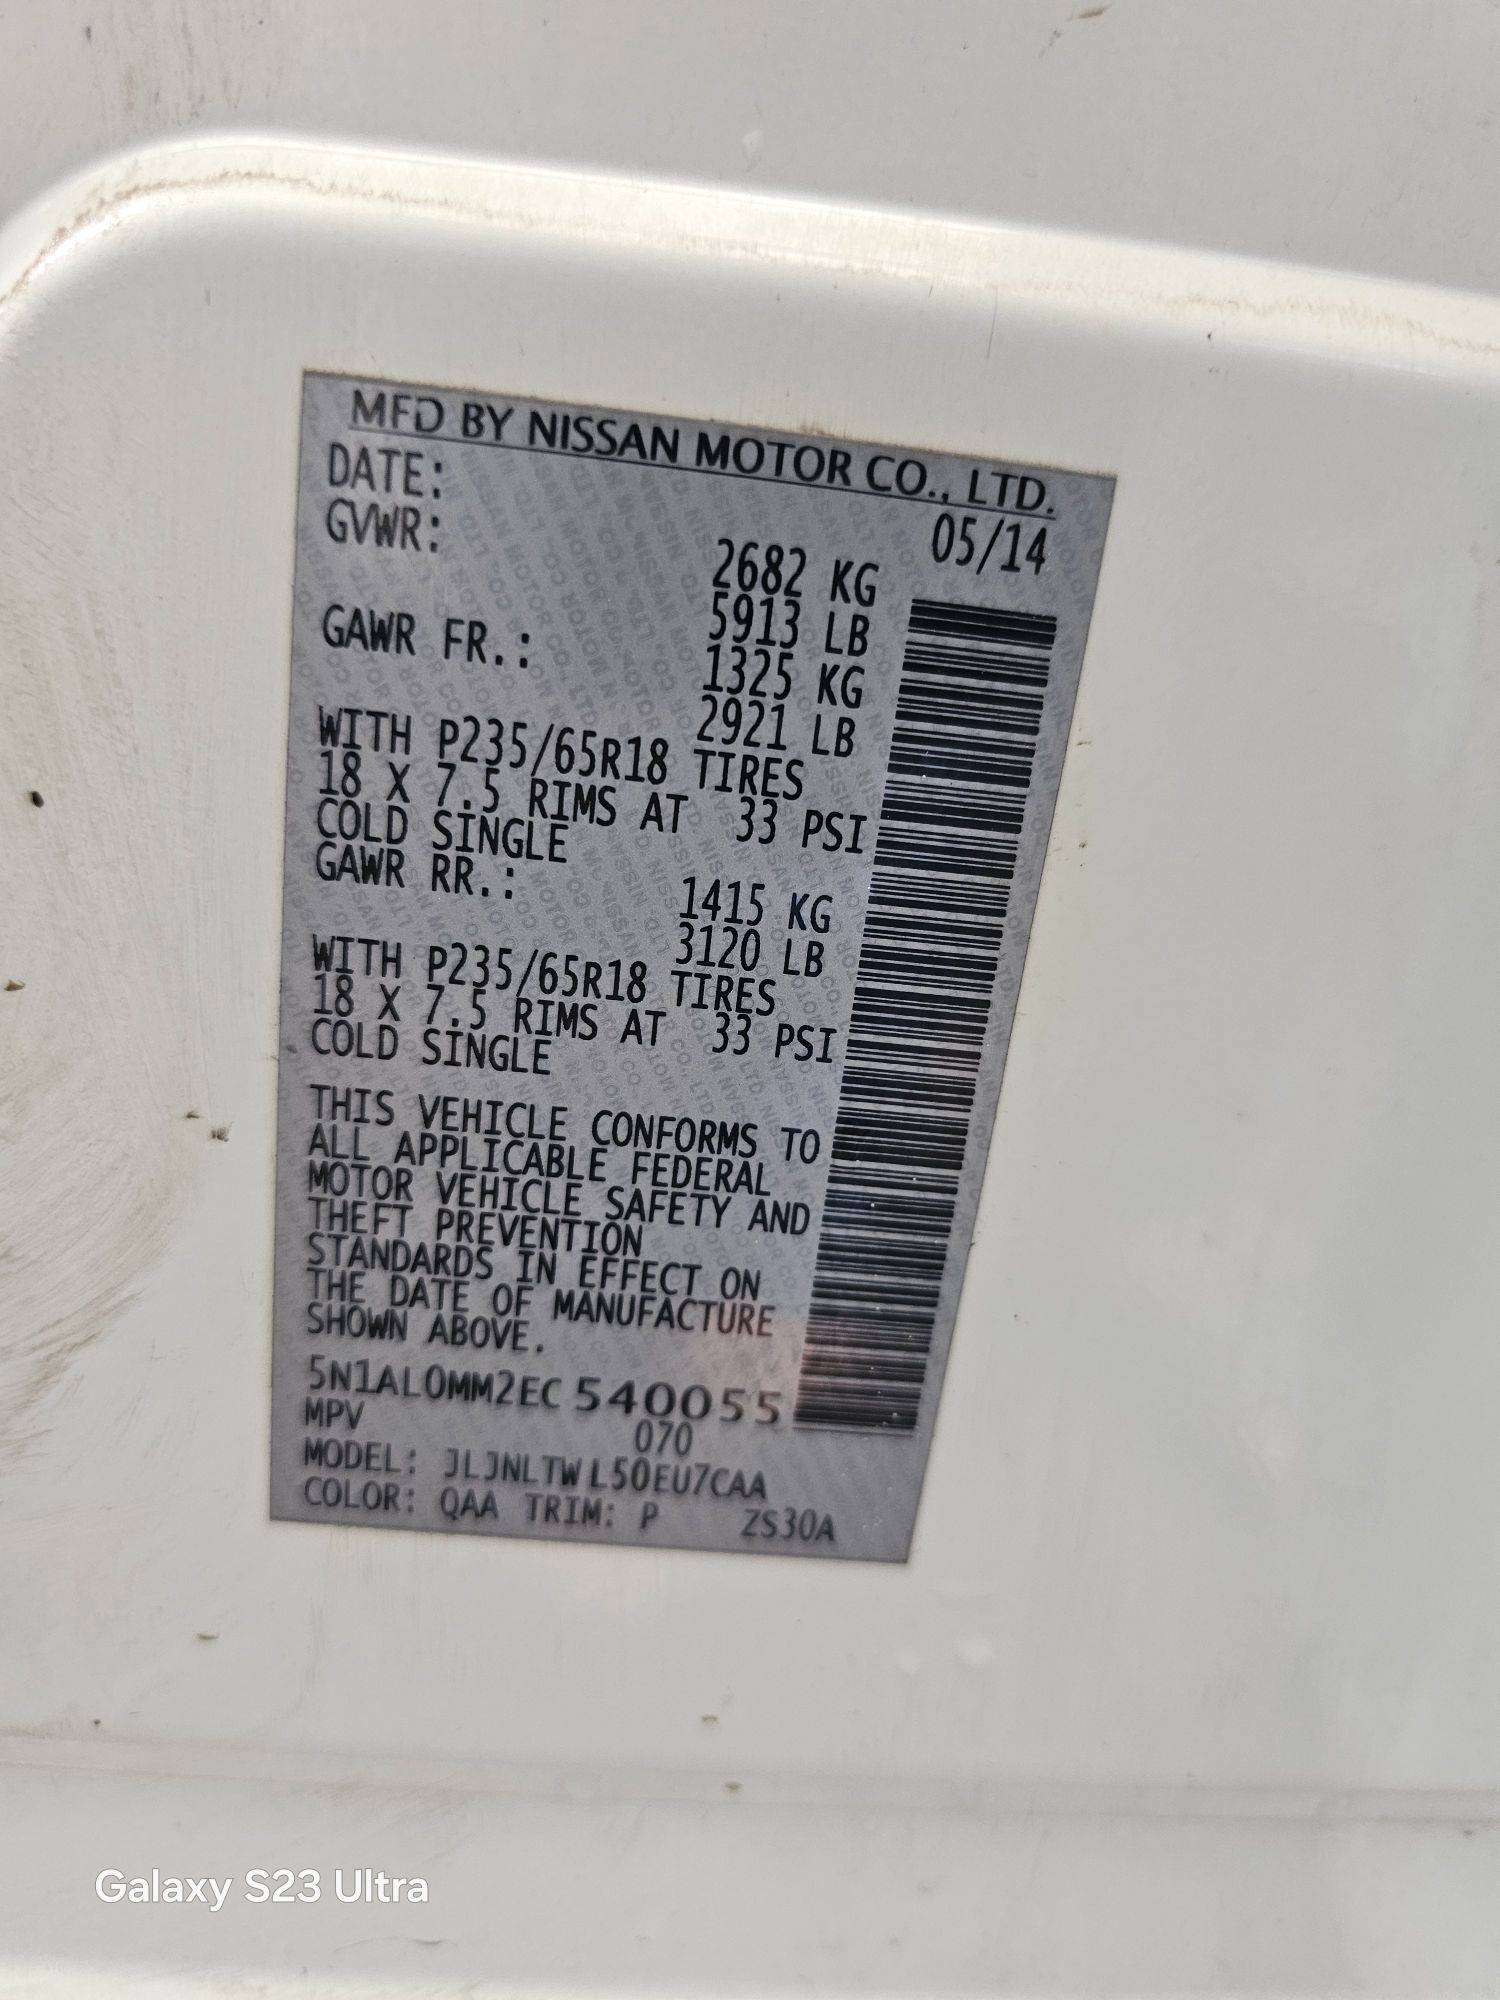 MFD BY NISSAN MOTOR CO., LTD.
DATE: 05/14
GVWR: 2682 KG
5913 LB
GAWR FR.: 1325 KG
2921 LB
WITH P235/65R18 TIRES
18 X 7.5 RIMS AT 33 PSI
COLD SINGLE
GAWR RR.: 1415 KG
3120 LB
WITH P235/65R18 TIRES
18 X 7.5 RIMS AT 33 PSI
COLD SINGLE
THIS VEHICLE CONFORMS TO
ALL APPLICABLE FEDERAL
MOTOR VEHICLE SAFETY AND
THEFT PREVENTION
STANDARDS IN EFFECT ON
THE DATE OF MANUFACTURE
SHOWN ABOVE.
5N1AL0MM2EC540055
MPV 070
MODEL: JLJNLTWL50EU7CAA
COLOR: QAA TRIM: P ZS30A
Galaxy S23 Ultra